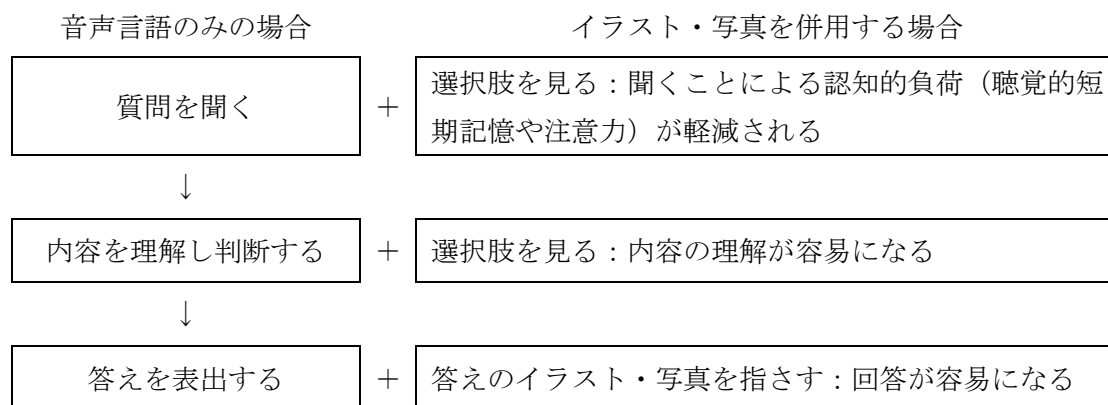 音声言語のみの場合
イラスト・写真を併用する場合
質問を聞く
＋
選択肢を見る：聞くことによる認知的負荷（聴覚的短
期記憶や注意力）が軽減される
↓
内容を理解し判断する
＋
選択肢を見る：内容の理解が容易になる
↓
答えを表出する
＋
答えのイラスト・写真を指さす：回答が容易になる